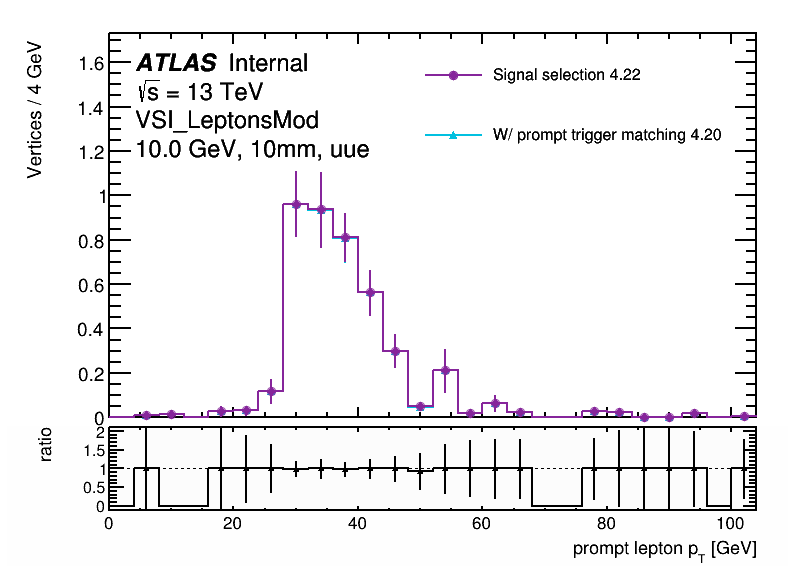 ATLAS Internal
√s = 13 TeV
VSI_LeptonsMod
10.0 GeV, 10mm, uue
Signal selection 4.22
W/ prompt trigger matching 4.20
Vertices / 4 GeV
1.6
1.4
1.2
1
0.8
0.6
0.4
0.2
0
ratio
2
1.5
1
0.5
0
0 20 40 60 80 100
prompt lepton p_T [GeV]